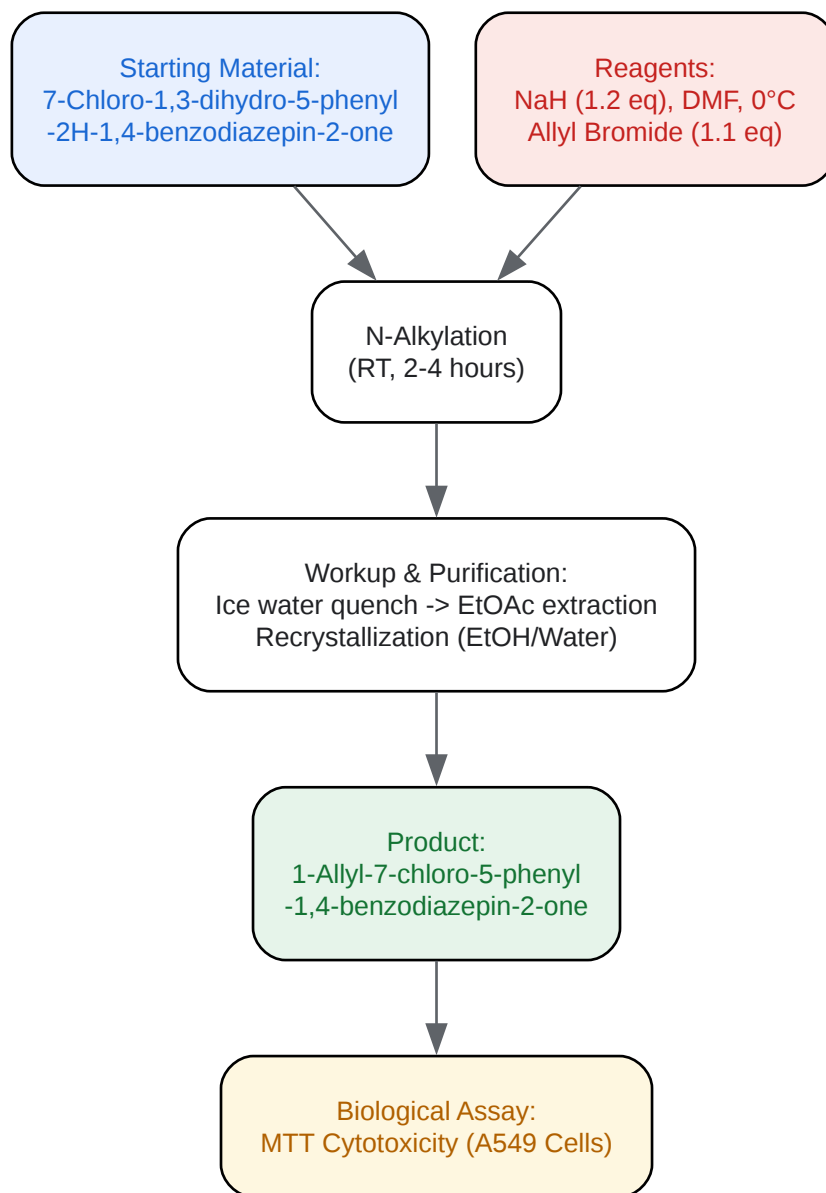 Starting Material:
7-Chloro-1,3-dihydro-5-phenyl
-2H-1,4-benzodiazepin-2-one
Reagents:
NaH (1.2 eq), DMF, 0°C
Allyl Bromide (1.1 eq)
N-Alkylation
(RT, 2-4 hours)
Workup & Purification:
Ice water quench -> EtOAc extraction
Recrystallization (EtOH/Water)
Product:
1-Allyl-7-chloro-5-phenyl
-1,4-benzodiazepin-2-one
Biological Assay:
MTT Cytotoxicity (A549 Cells)